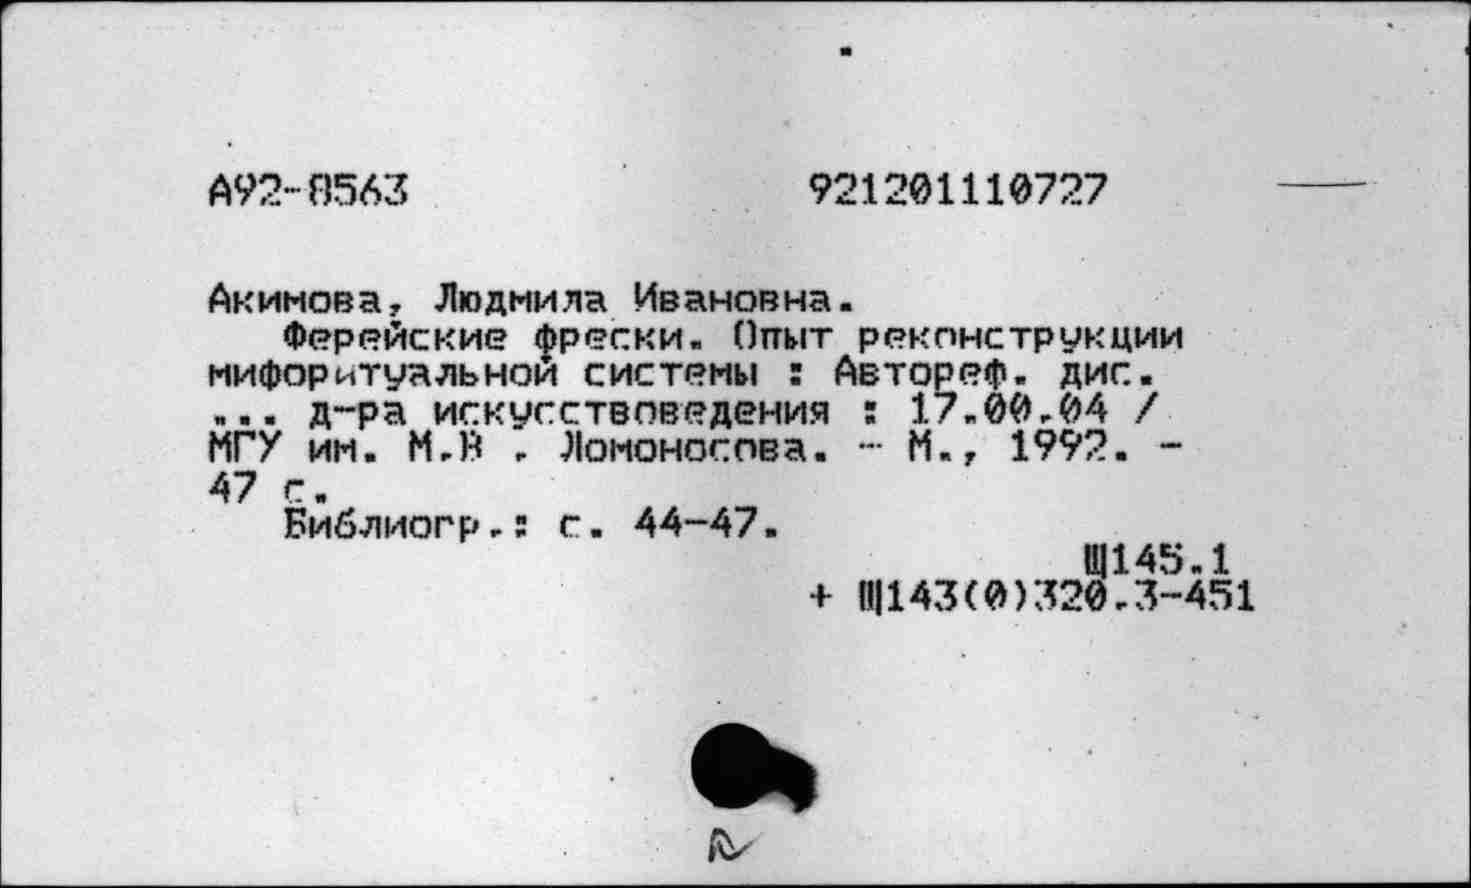 А92-8563 921201110727
Акимова, Людмила Ивановна.
Ферейские фрески. Опыт реконструкции
мифоритуальной системы : Автореф. дис.
... д-ра искусствоведения : 17.00.04 /
МГУ им. М.В . Ломоносова. - М., 1992. -
47 с.
Библиогр.: с. 44-47.
Щ145.1
+ Щ143(0)320.3-451